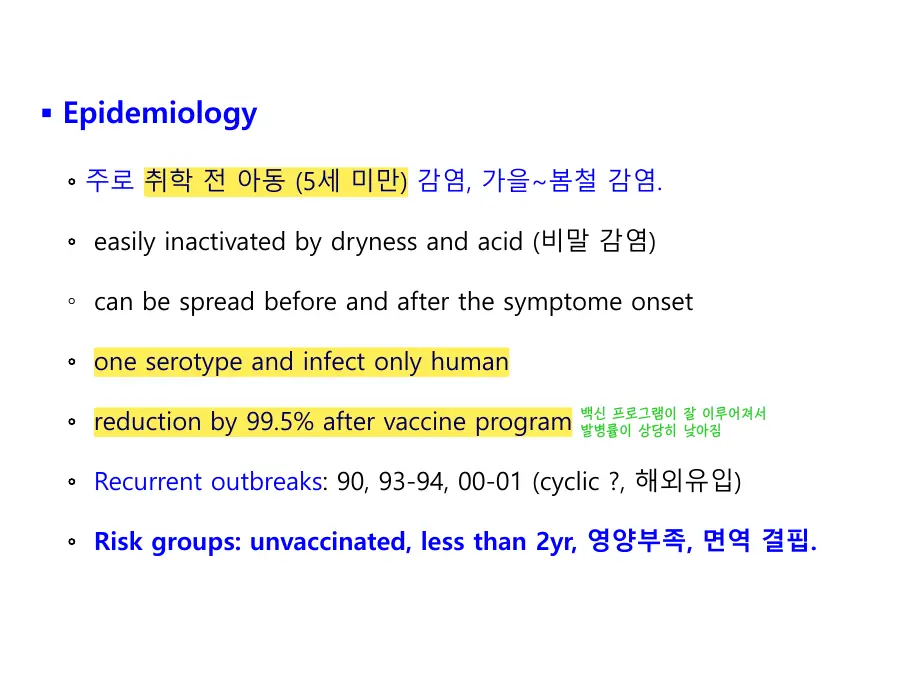 ▪ Epidemiology
∘ 주로 취학 전 아동 (5세 미만) 감염, 가을~봄철 감염.
∘ easily inactivated by dryness and acid (비말 감염)
∘ can be spread before and after the symptome onset
∘ one serotype and infect only human
∘ reduction by 99.5% after vaccine program
백신 프로그램이 잘 이루어져서
발병률이 상당히 낮아짐
∘ Recurrent outbreaks: 90, 93-94, 00-01 (cyclic ?, 해외유입)
∘ Risk groups: unvaccinated, less than 2yr, 영양부족, 면역 결핍.